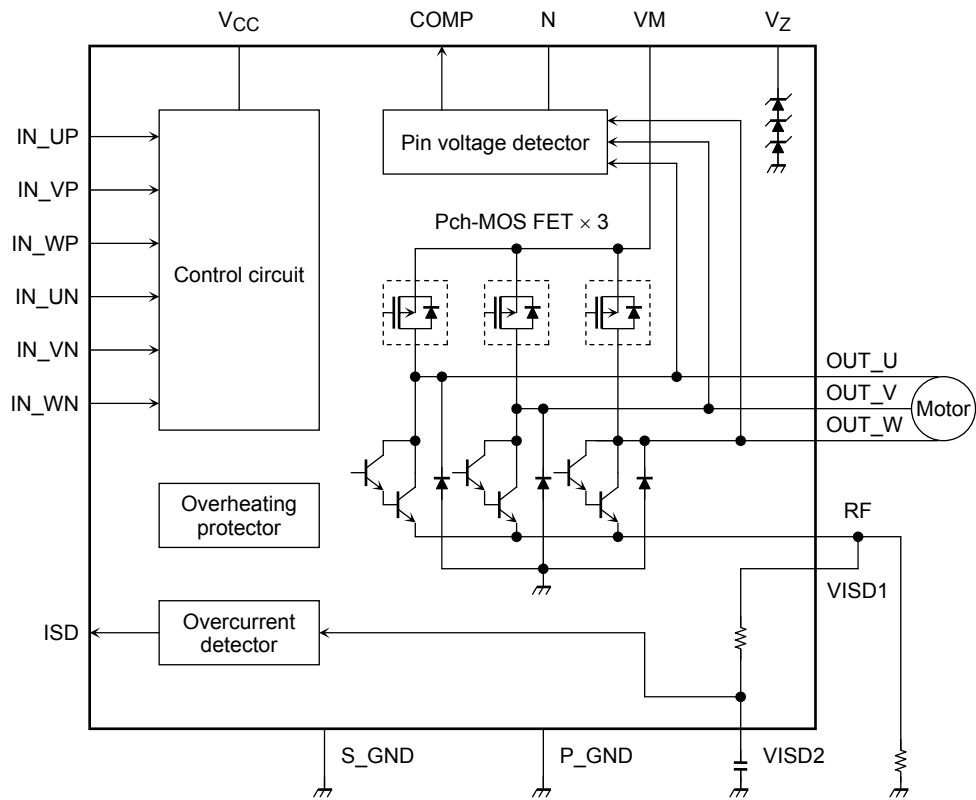 VCC
COMP
N
VM
VZ
IN_UP
IN_VP
IN_WP
IN_UN
IN_VN
IN_WN
Control circuit
Pin voltage detector
Pch-MOS FET × 3
OUT_U
OUT_V
OUT_W
Motor
Overheating
protector
RF
VISD1
ISD
Overcurrent
detector
S_GND
P_GND
VISD2